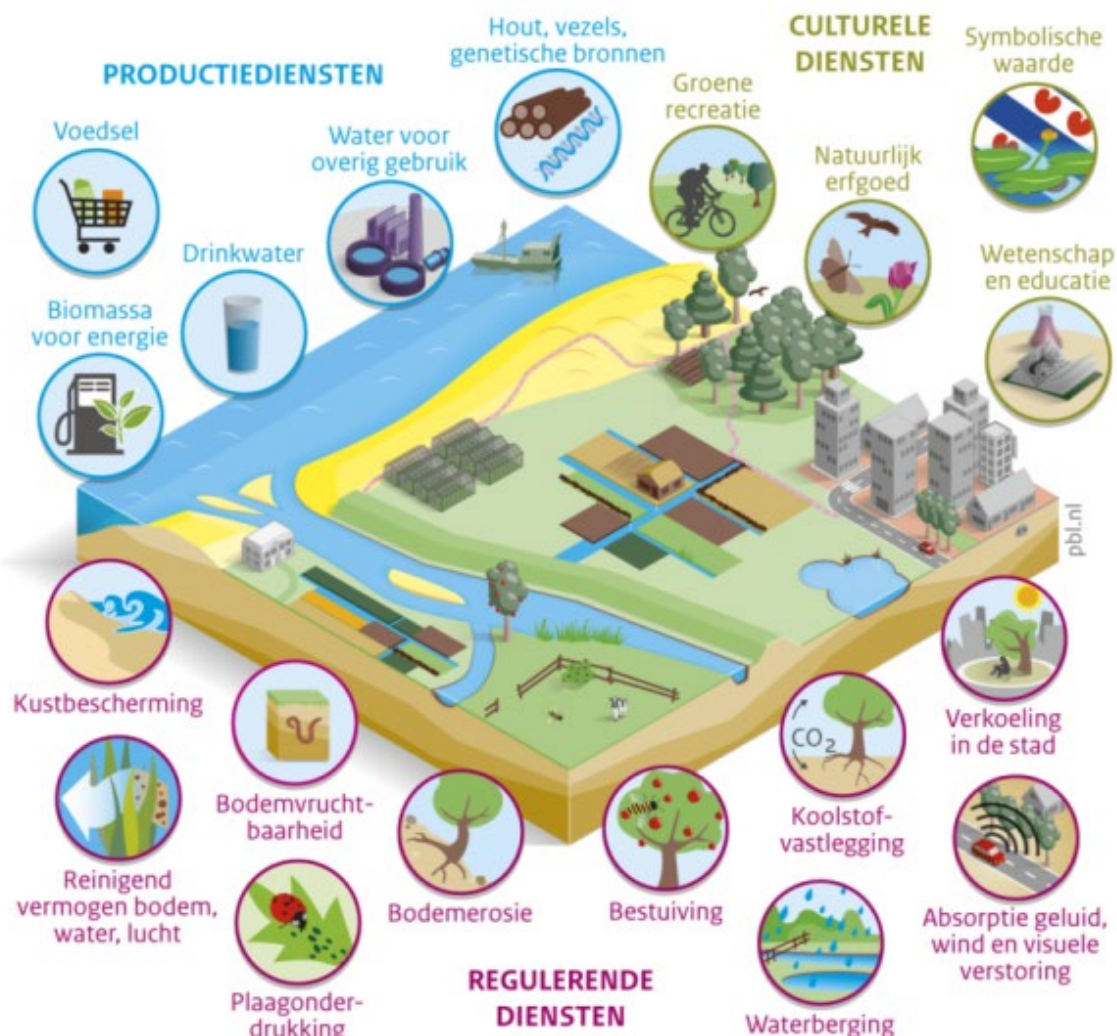 PRODUCTIEDIENSTEN
Voedsel
Biomassa
voor energie
Drinkwater
Water voor
overig gebruik
Hout, vezels,
genetische bronnen
CULTURELE
DIENSTEN
Groene
recreatie
Natuurlijk
erfgoed
Symbolische
waarde
Wetenschap
en educatie
pbl.nl
Kustbescherming
Reinigend
vermogen bodem,
water, lucht
Bodemvrucht-
baarheid
Plaagonder-
drukking
Bodemerosie
REGULERENDE
DIENSTEN
Bestuiving
CO₂
Koolstof-
vastlegging
Waterberging
Verkoeling
in de stad
Absorptie geluid,
wind en visuele
verstoring